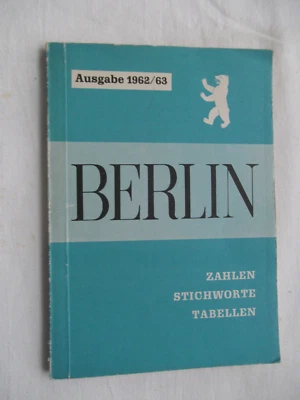 Ausgabe 1962/63
BERLIN
ZAHLEN
STICHWORTE
TABELLEN